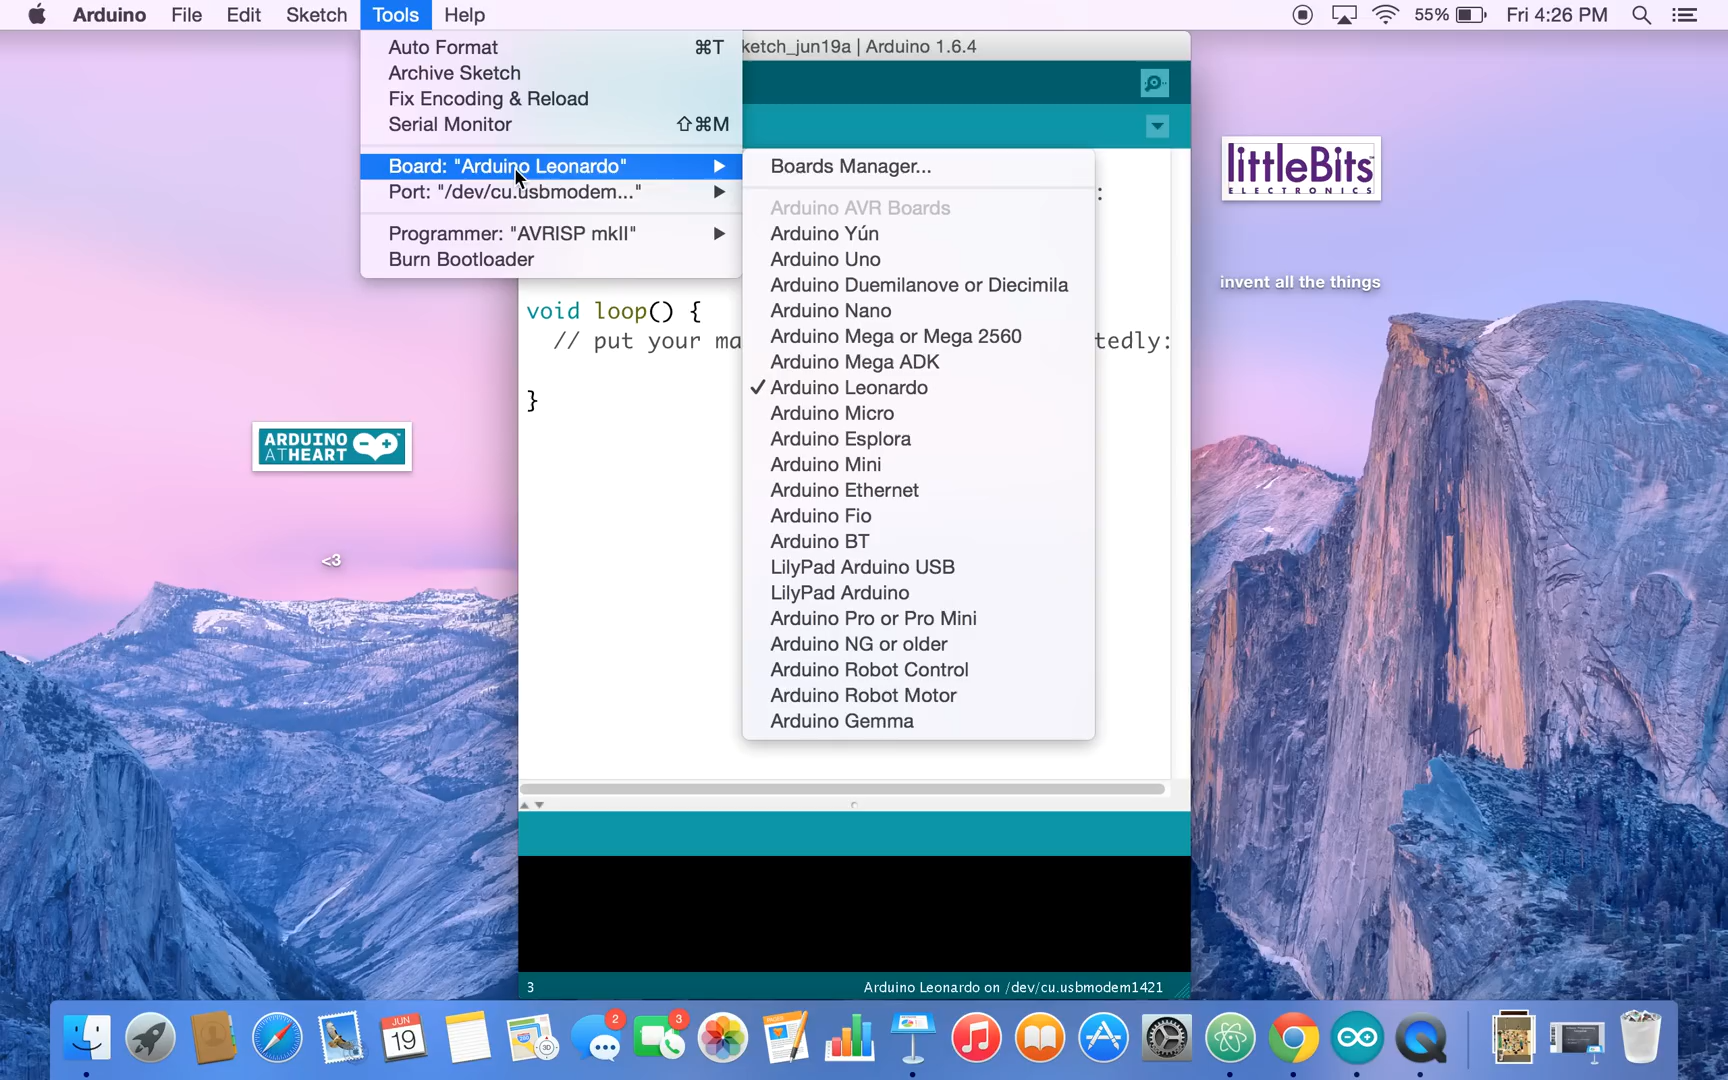 Arduino File Edit Sketch Tools Help
55% Fri 4:26 PM
ketch_jun19a | Arduino 1.6.4
Auto Format ⌘T
Archive Sketch
Fix Encoding & Reload
Serial Monitor ⇧⌘M
Board: "Arduino Leonardo"
Port: "/dev/cu.usbmodem..."
Programmer: "AVRISP mkII"
Burn Bootloader
Boards Manager...
Arduino AVR Boards
Arduino Yún
Arduino Uno
Arduino Duemilanove or Diecimila
Arduino Nano
Arduino Mega or Mega 2560
Arduino Mega ADK
✓ Arduino Leonardo
Arduino Micro
Arduino Esplora
Arduino Mini
Arduino Ethernet
Arduino Fio
Arduino BT
LilyPad Arduino USB
LilyPad Arduino
Arduino Pro or Pro Mini
Arduino NG or older
Arduino Robot Control
Arduino Robot Motor
Arduino Gemma
:
void loop() {
// put your ma
tedly:
}
3
Arduino Leonardo on /dev/cu.usbmodem1421
ARDUINO
AT HEART
<3
littleBits
ELECTRONICS
invent all the things
JUN
19
3D
2
3